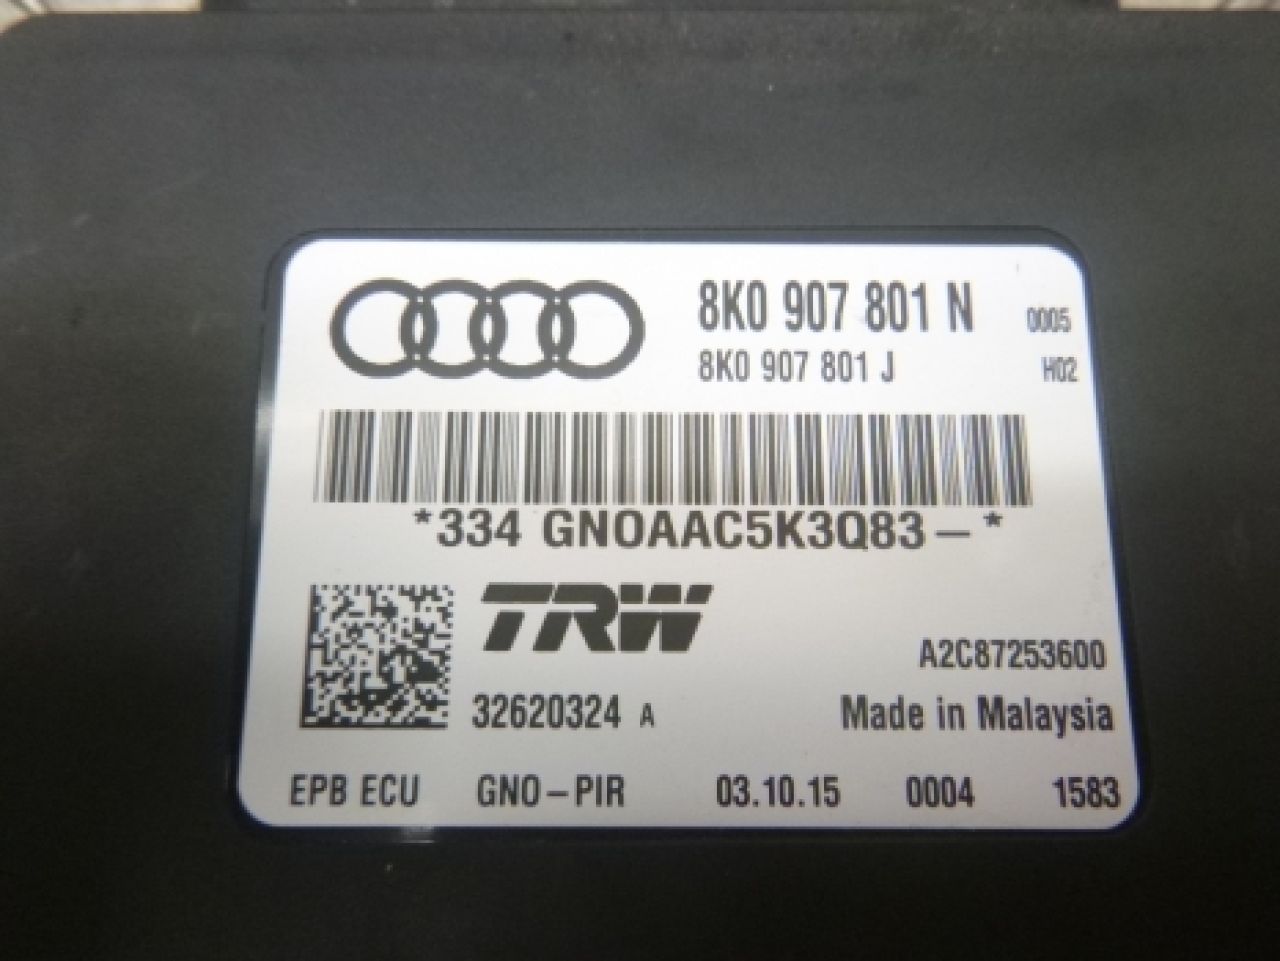 8K0 907 801 N 0005
8K0 907 801 J H02
*334 GNOAAC5K3Q83-*
TRW
A2C87253600
32620324 A Made in Malaysia
EPB ECU GNO-PIR 03.10.15 0004 1583